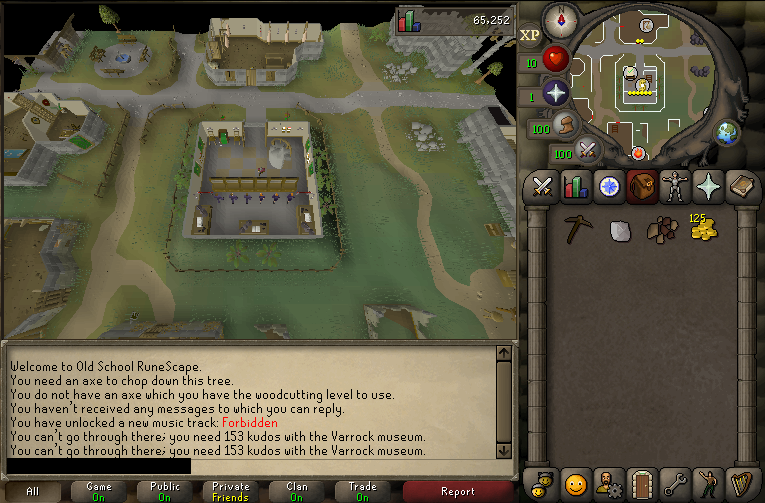 65,252
XP
N
10
1
100
100
125
Welcome to Old School RuneScape.
You need an axe to chop down this tree.
You do not have an axe which you have the woodcutting level to use.
You haven't received any messages to which you can reply.
You have unlocked a new music track: Forbidden
You can't go through there; you need 153 kudos with the Varrock museum.
You can't go through there; you need 153 kudos with the Varrock museum.
All
Game
On
Public
On
Private
Friends
Clan
On
Trade
On
Report